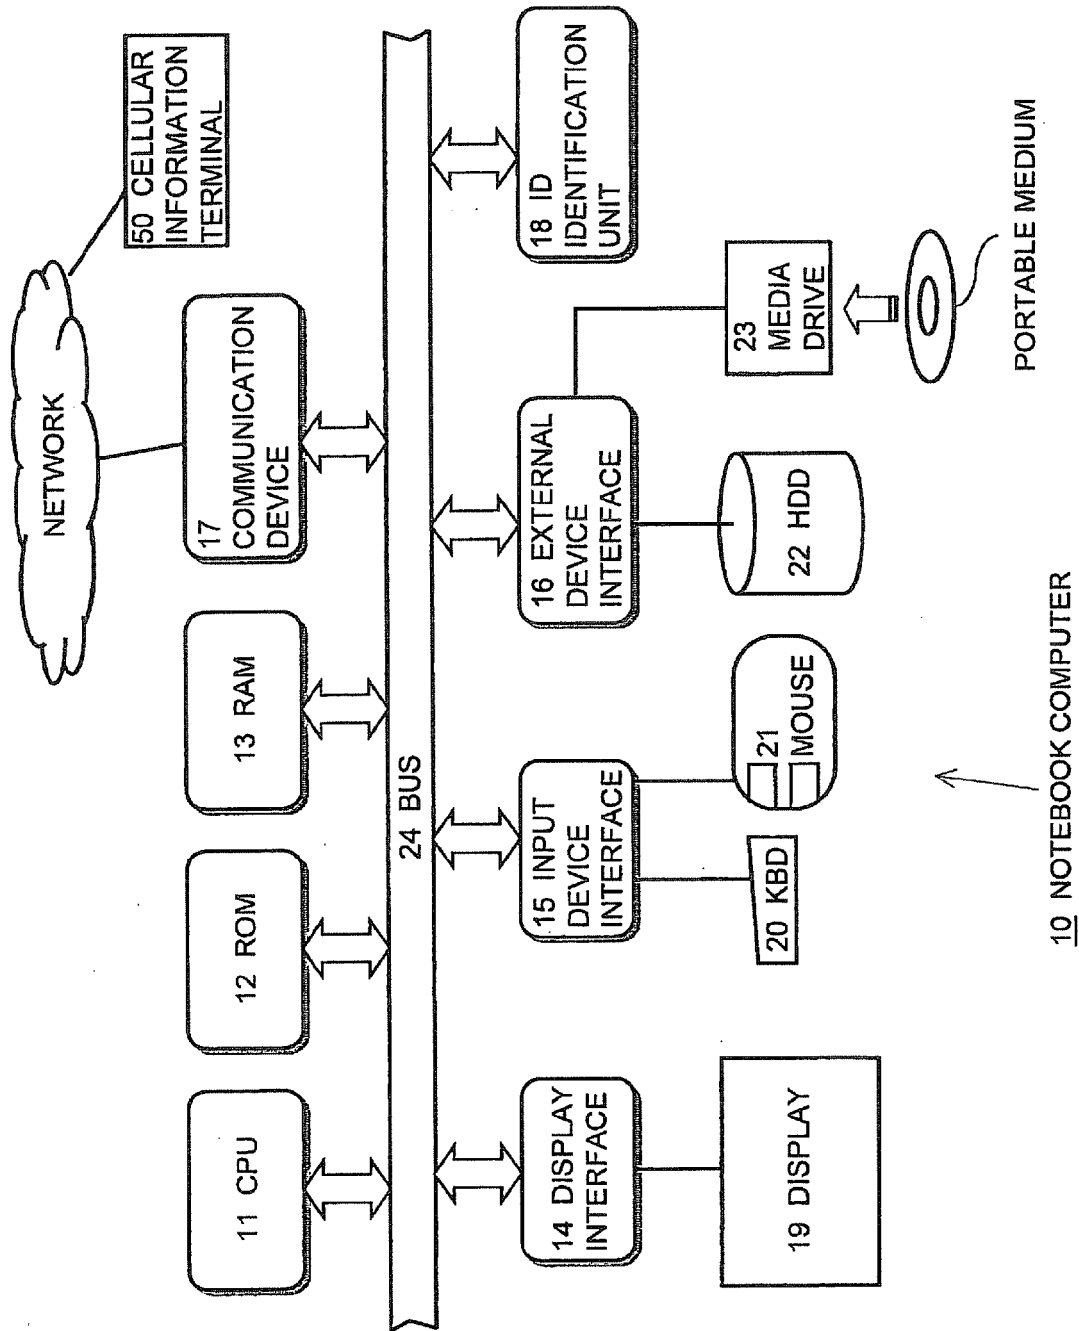 NETWORK
50 CELLULAR
INFORMATION
TERMINAL
11 CPU
12 ROM
13 RAM
17
COMMUNICATION
DEVICE
24 BUS
14 DISPLAY
INTERFACE
15 INPUT
DEVICE
INTERFACE
16 EXTERNAL
DEVICE
INTERFACE
18 ID
IDENTIFICATION
UNIT
19 DISPLAY
20 KBD
21
MOUSE
22 HDD
23
MEDIA
DRIVE
PORTABLE MEDIUM
10 NOTEBOOK COMPUTER